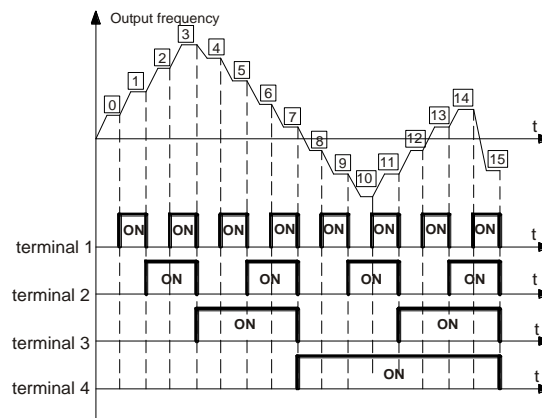 Output frequency
3
14
2
4
13
1
5
12
t
0
6
7
8
11
9
15
10
t
ON ON ON ON ON ON ON ON
terminal 1
t
ON ON ON ON
terminal 2
t
ON ON
terminal 3
t
ON
terminal 4